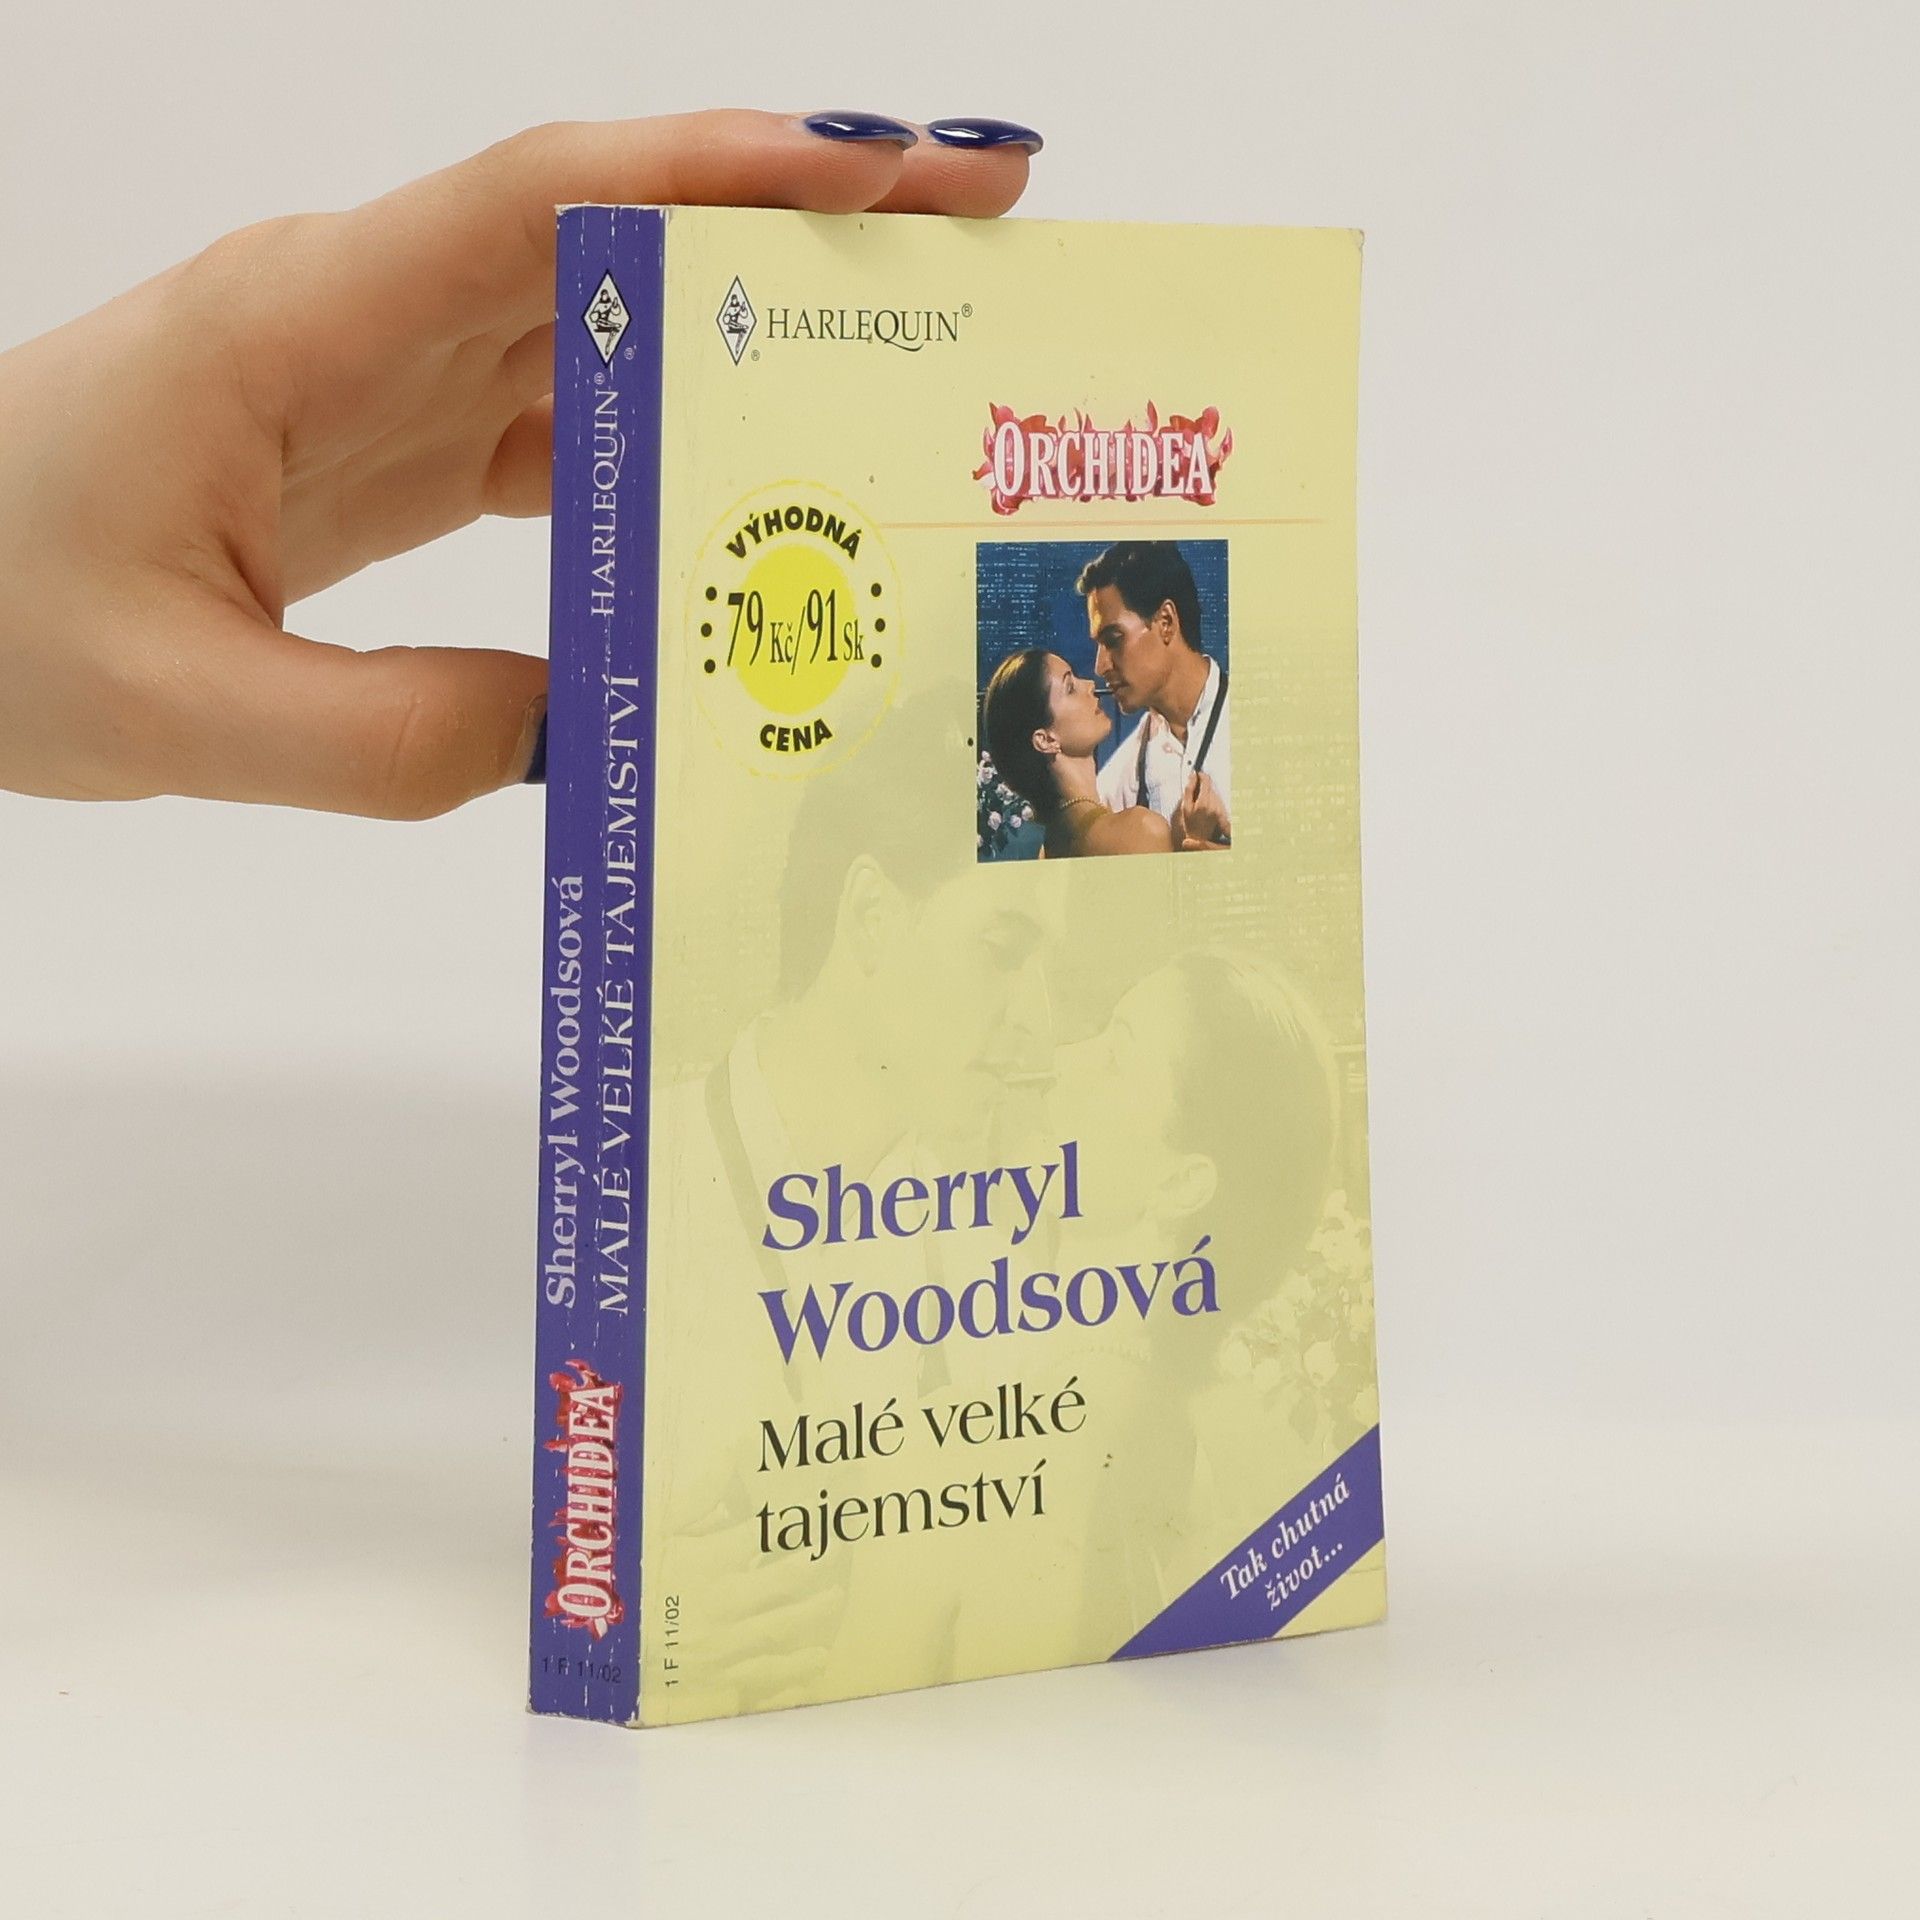 HARLEQUIN®
ORCHIDEA
VÝHODNÁ
79 Kč/91 Sk
CENA
Sherryl
Woodsová
Malé velké
tajemství
Tak chutná
život...
1 F 11/02
HARLEQUIN®
Sherryl Woodsová
MALÉ VELKÉ TAJEMSTVÍ
ORCHIDEA
1 F 11/02